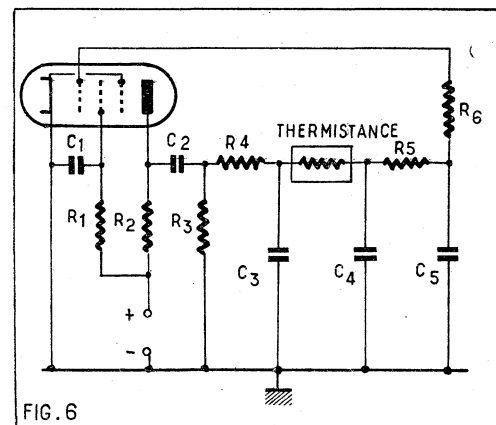 C1
C2
R4
THERMISTANCE
R5
R6
R1
R2
R3
C3
C4
C5
+
-
FIG.6